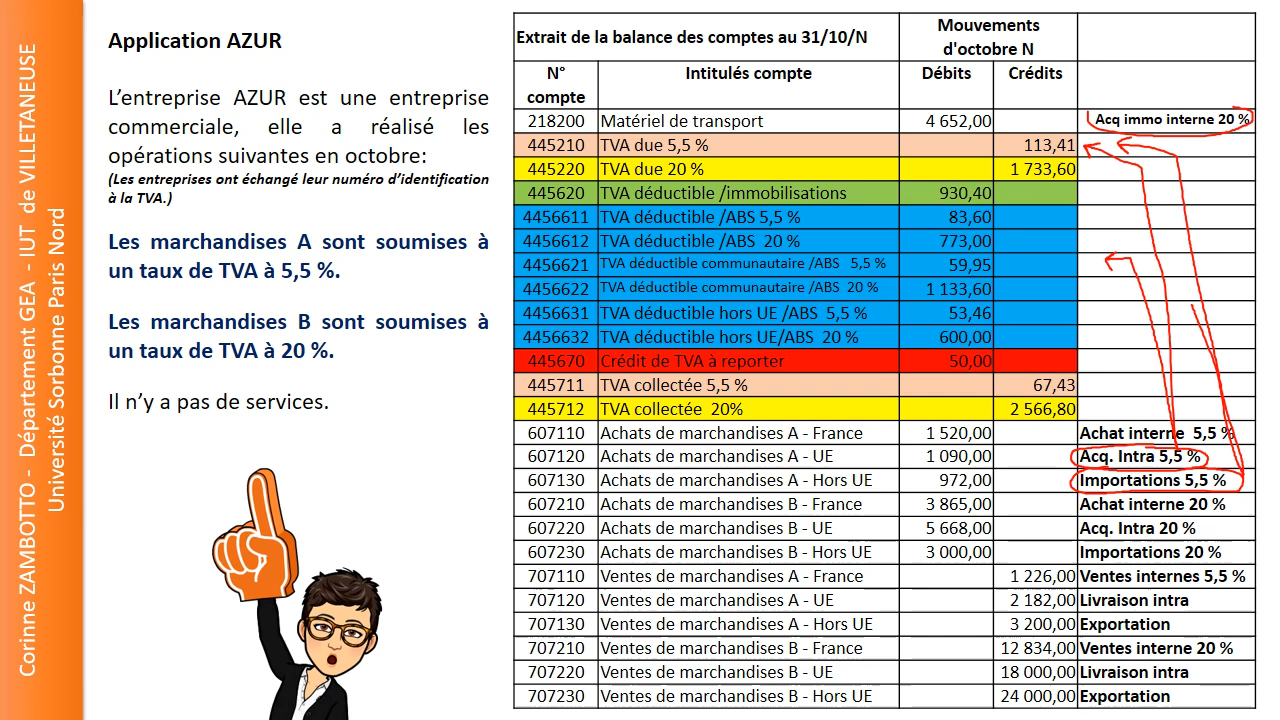 Corinne ZAMBOTTO - Département GEA - IUT de VILLETANEUSE
Université Sorbonne Paris Nord
Application AZUR
L’entreprise AZUR est une entreprise
commerciale, elle a réalisé les
opérations suivantes en octobre:
(Les entreprises ont échangé leur numéro d’identification
à la TVA.)
Les marchandises A sont soumises à
un taux de TVA à 5,5 %.
Les marchandises B sont soumises à
un taux de TVA à 20 %.
Il n’y a pas de services.
Extrait de la balance des comptes au 31/10/N
Mouvements
d'octobre N
N°
compte
Intitulés compte
Débits
Crédits
218200 Matériel de transport 4 652,00 Acq immo interne 20 %
445210 TVA due 5,5 % 113,41
445220 TVA due 20 % 1 733,60
445620 TVA déductible /immobilisations 930,40
4456611 TVA déductible /ABS 5,5 % 83,60
4456612 TVA déductible /ABS 20 % 773,00
4456621 TVA déductible communautaire /ABS 5,5 % 59,95
4456622 TVA déductible communautaire /ABS 20 % 1 133,60
4456631 TVA déductible hors UE /ABS 5,5 % 53,46
4456632 TVA déductible hors UE/ABS 20 % 600,00
445670 Crédit de TVA à reporter 50,00
445711 TVA collectée 5,5 % 67,43
445712 TVA collectée 20% 2 566,80
607110 Achats de marchandises A - France 1 520,00 Achat interne 5,5 %
607120 Achats de marchandises A - UE 1 090,00 Acq. Intra 5,5 %
607130 Achats de marchandises A - Hors UE 972,00 Importations 5,5 %
607210 Achats de marchandises B - France 3 865,00 Achat interne 20 %
607220 Achats de marchandises B - UE 5 668,00 Acq. Intra 20 %
607230 Achats de marchandises B - Hors UE 3 000,00 Importations 20 %
707110 Ventes de marchandises A - France 1 226,00 Ventes internes 5,5 %
707120 Ventes de marchandises A - UE 2 182,00 Livraison intra
707130 Ventes de marchandises A - Hors UE 3 200,00 Exportation
707210 Ventes de marchandises B - France 12 834,00 Ventes interne 20 %
707220 Ventes de marchandises B - UE 18 000,00 Livraison intra
707230 Ventes de marchandises B - Hors UE 24 000,00 Exportation